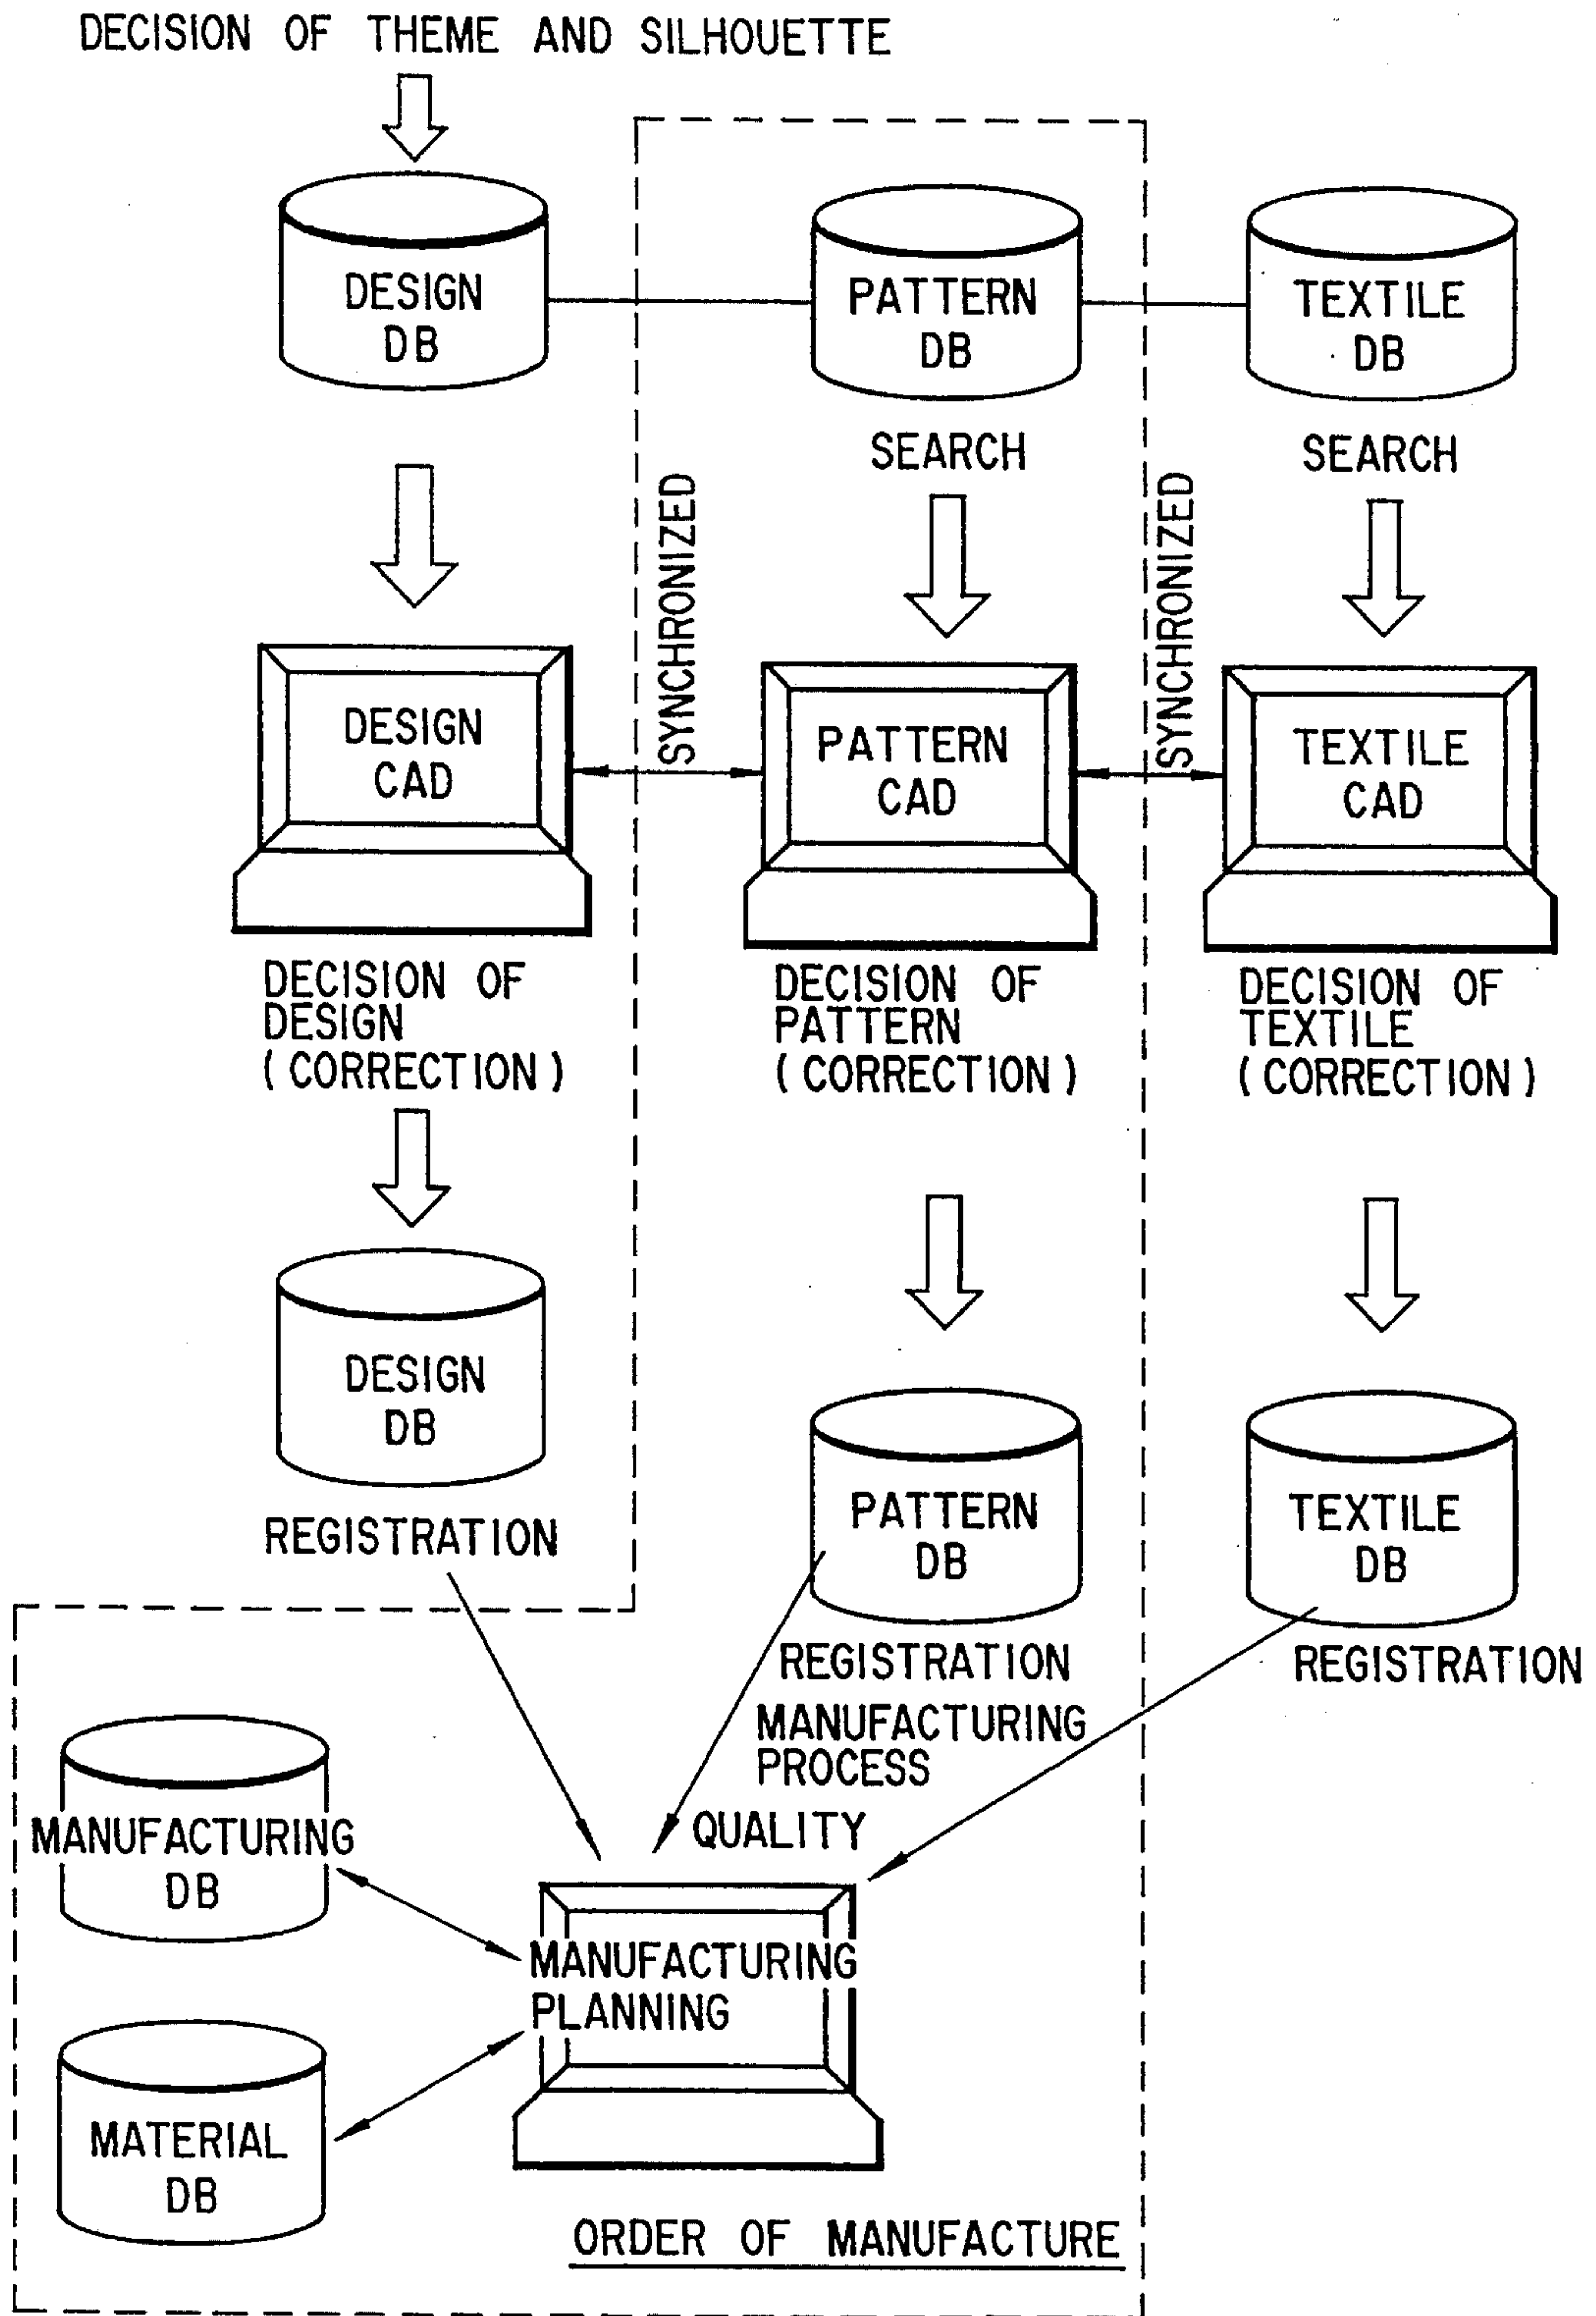 DECISION OF THEME AND SILHOUETTE
DESIGN
DB
PATTERN
DB
TEXTILE
DB
SEARCH
SEARCH
SYNCHRONIZED
SYNCHRONIZED
DESIGN
CAD
PATTERN
CAD
TEXTILE
CAD
DECISION OF
DESIGN
(CORRECTION)
DECISION OF
PATTERN
(CORRECTION)
DECISION OF
TEXTILE
(CORRECTION)
DESIGN
DB
REGISTRATION
PATTERN
DB
REGISTRATION
TEXTILE
DB
REGISTRATION
MANUFACTURING
PROCESS
QUALITY
MANUFACTURING
DB
MANUFACTURING
PLANNING
MATERIAL
DB
ORDER OF MANUFACTURE